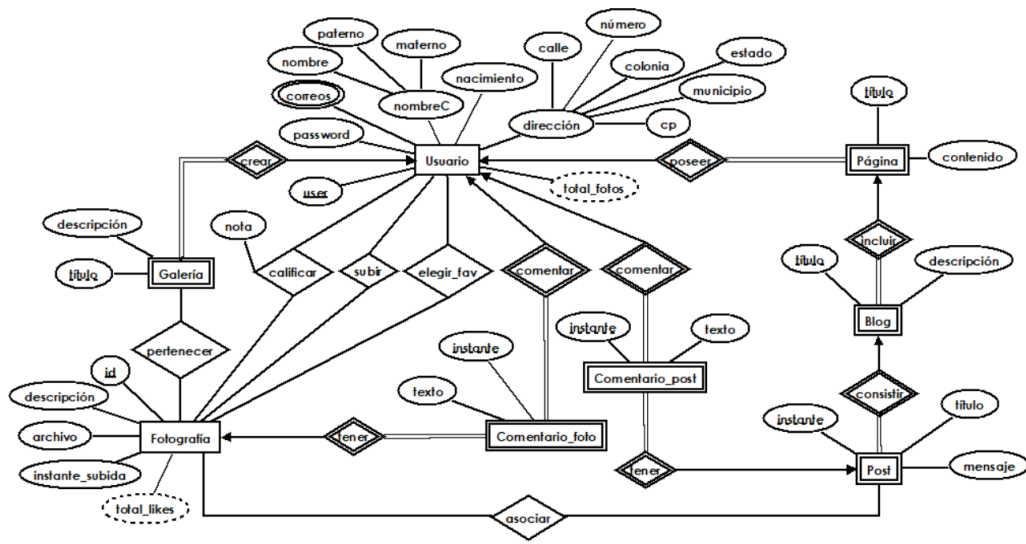 número
paterno
materno
calle
estado
nombre
nacimiento
colonia
título
correos
nombreC
municipio
dirección
cp
password
crear
Usuario
poseer
Página
contenido
user
total_fotos
descripción
nota
incluir
título
Galería
calificar
subir
elegir_fav
comentar
comentar
título
descripción
Blog
instante
texto
pertenecer
instante
Comentario_post
id
consistir
descripción
texto
título
instante
archivo
Fotografía
tener
Comentario_foto
instante_subida
tener
Post
mensaje
total_likes
asociar